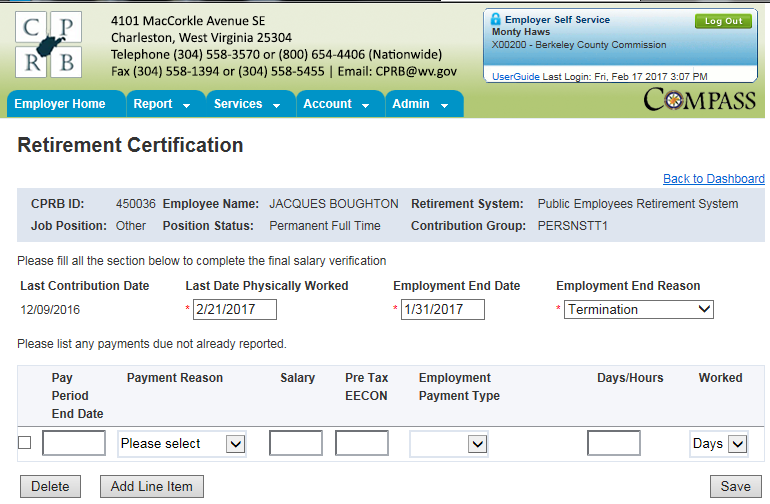 C P
R B
4101 MacCorkle Avenue SE
Charleston, West Virginia 25304
Telephone (304) 558-3570 or (800) 654-4406 (Nationwide)
Fax (304) 558-1394 or (304) 558-5455 | Email: CPRB@wv.gov
Employer Self Service
Log Out
Monty Haws
X00200 - Berkeley County Commission
UserGuide Last Login: Fri, Feb 17 2017 3:07 PM
Employer Home Report Services Account Admin
COMPASS
Retirement Certification
Back to Dashboard
CPRB ID: 450036 Employee Name: JACQUES BOUGHTON Retirement System: Public Employees Retirement System
Job Position: Other Position Status: Permanent Full Time Contribution Group: PERSNSTT1
Please fill all the section below to complete the final salary verification
Last Contribution Date Last Date Physically Worked Employment End Date Employment End Reason
12/09/2016 * 2/21/2017 * 1/31/2017 * Termination
Please list any payments due not already reported.
Pay Period End Date Payment Reason Salary Pre Tax EECON Employment Payment Type Days/Hours Worked
Please select Days
Delete Add Line Item Save